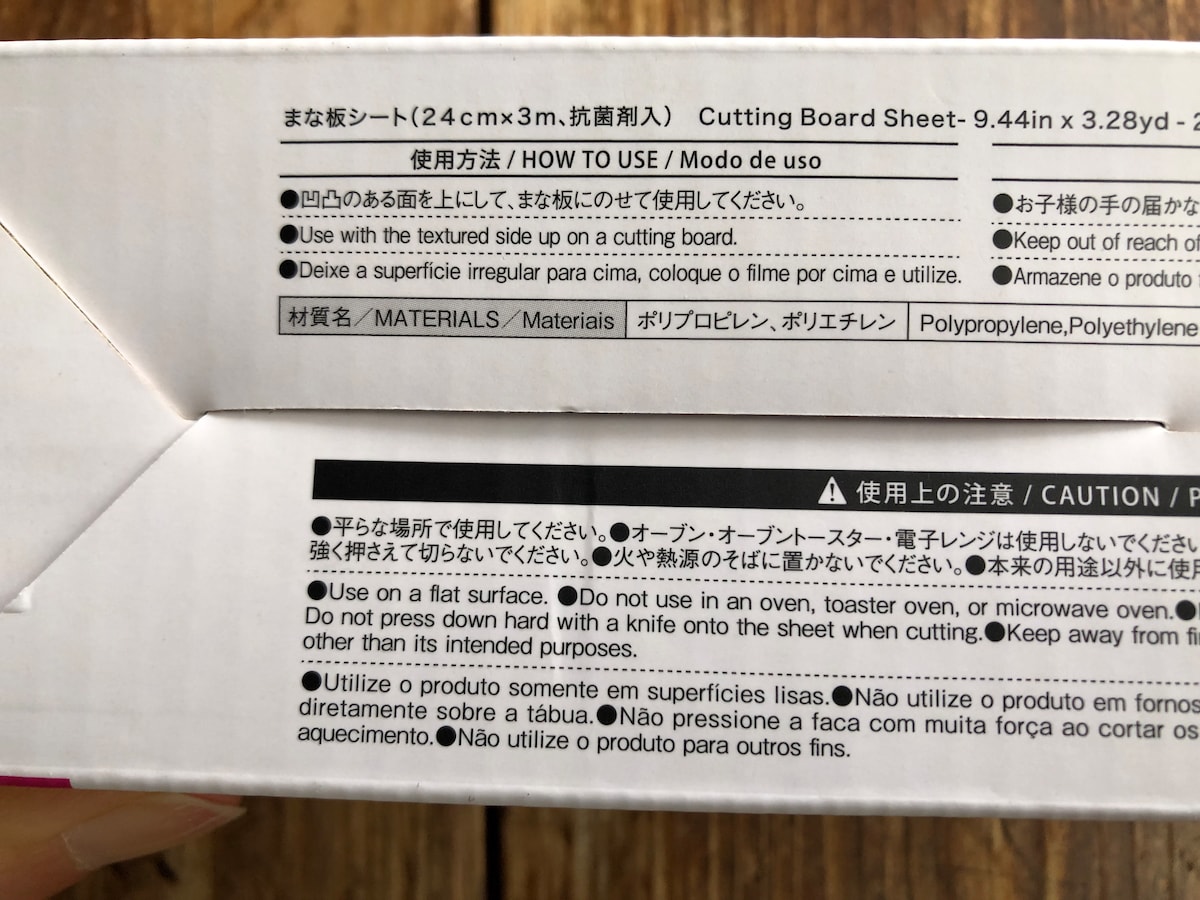 まな板シート(24cm×3m、抗菌剤入) Cutting Board Sheet- 9.44in x 3.28yd -
使用方法 / HOW TO USE / Modo de uso
●凹凸のある面を上にして、まな板にのせて使用してください。
●Use with the textured side up on a cutting board.
●Deixe a superfície irregular para cima, coloque o filme por cima e utilize.
●お子様の手の届かな
●Keep out of reach of
●Armazene o produto
材質名/MATERIALS/Materiais ポリプロピレン、ポリエチレン Polypropylene,Polyethylene
⚠使用上の注意 / CAUTION / P
●平らな場所で使用してください。●オーブン・オーブントースター・電子レンジは使用しないでくださ
強く押さえて切らないでください。●火や熱源のそばに置かないでください。●本来の用途以外に使
●Use on a flat surface. ●Do not use in an oven, toaster oven, or microwave oven.●
Do not press down hard with a knife onto the sheet when cutting.●Keep away from
other than its intended purposes.
●Utilize o produto somente em superfícies lisas.●Não utilize o produto em fornos
diretamente sobre a tábua.●Não pressione a faca com muita força ao cortar os
aquecimento.●Não utilize o produto para outros fins.